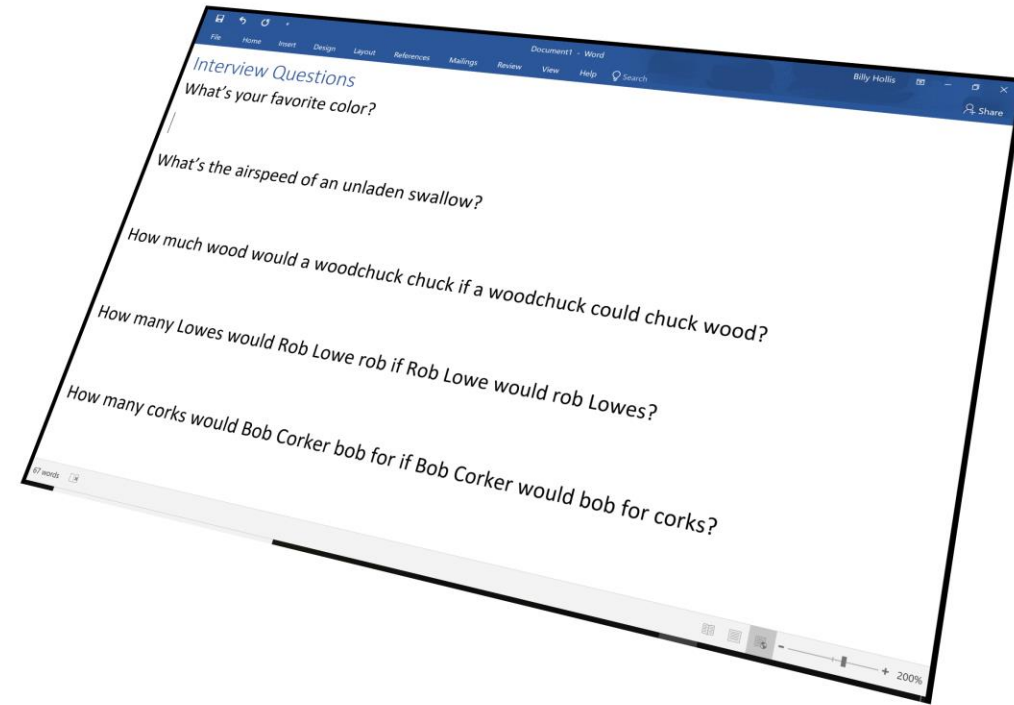 Document1 - Word
Billy Hollis
File Home Insert Design Layout References Mailings Review View Help Search
Share
Interview Questions
What's your favorite color?
What's the airspeed of an unladen swallow?
How much wood would a woodchuck chuck if a woodchuck could chuck wood?
How many Lowes would Rob Lowe rob if Rob Lowe would rob Lowes?
How many corks would Bob Corker bob for if Bob Corker would bob for corks?
67 words
- + 200%